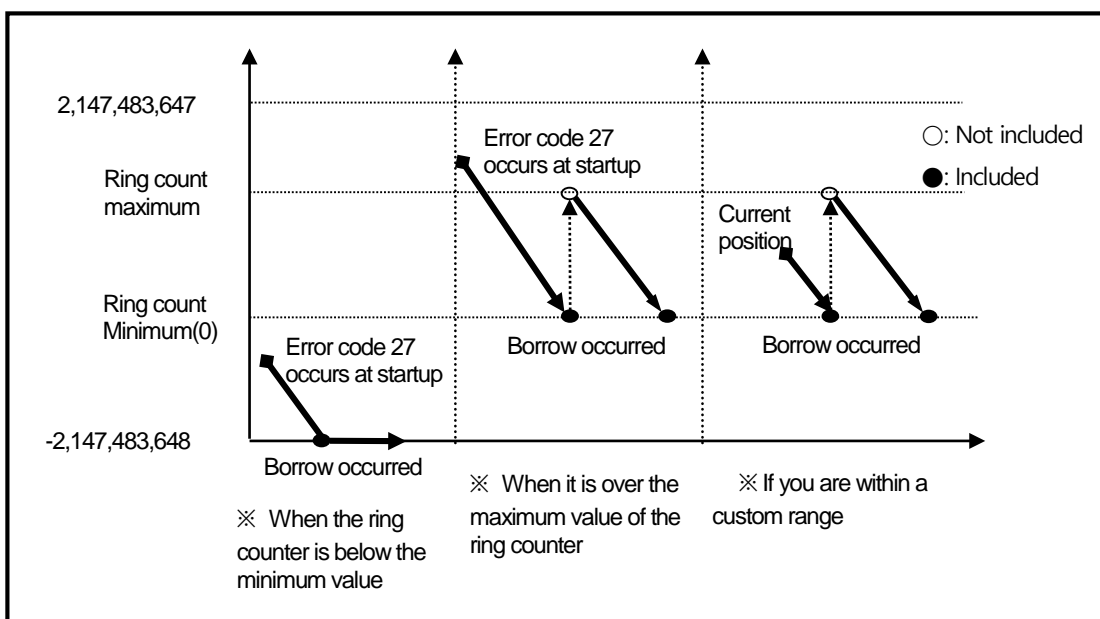 2,147,483,647
Ring count
maximum
Ring count
Minimum(0)
-2,147,483,648
Error code 27
occurs at startup
Borrow occurred
※ When the ring
counter is below the
minimum value
Error code 27
occurs at startup
Borrow occurred
※ When it is over the
maximum value of the
ring counter
Current
position
Borrow occurred
※ If you are within a
custom range
○: Not included
●: Included